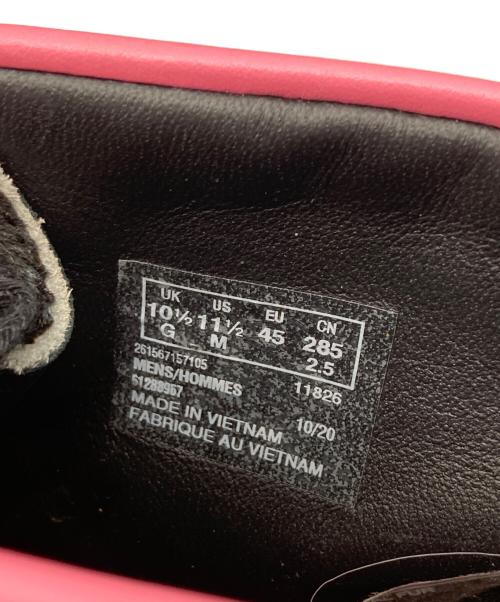 UK US EU CN
10½ 11½ 45 285
G M 2.5
261567157105
MENS/HOMMES 11826
61289967
MADE IN VIETNAM 10/20
FABRIQUE AU VIETNAM